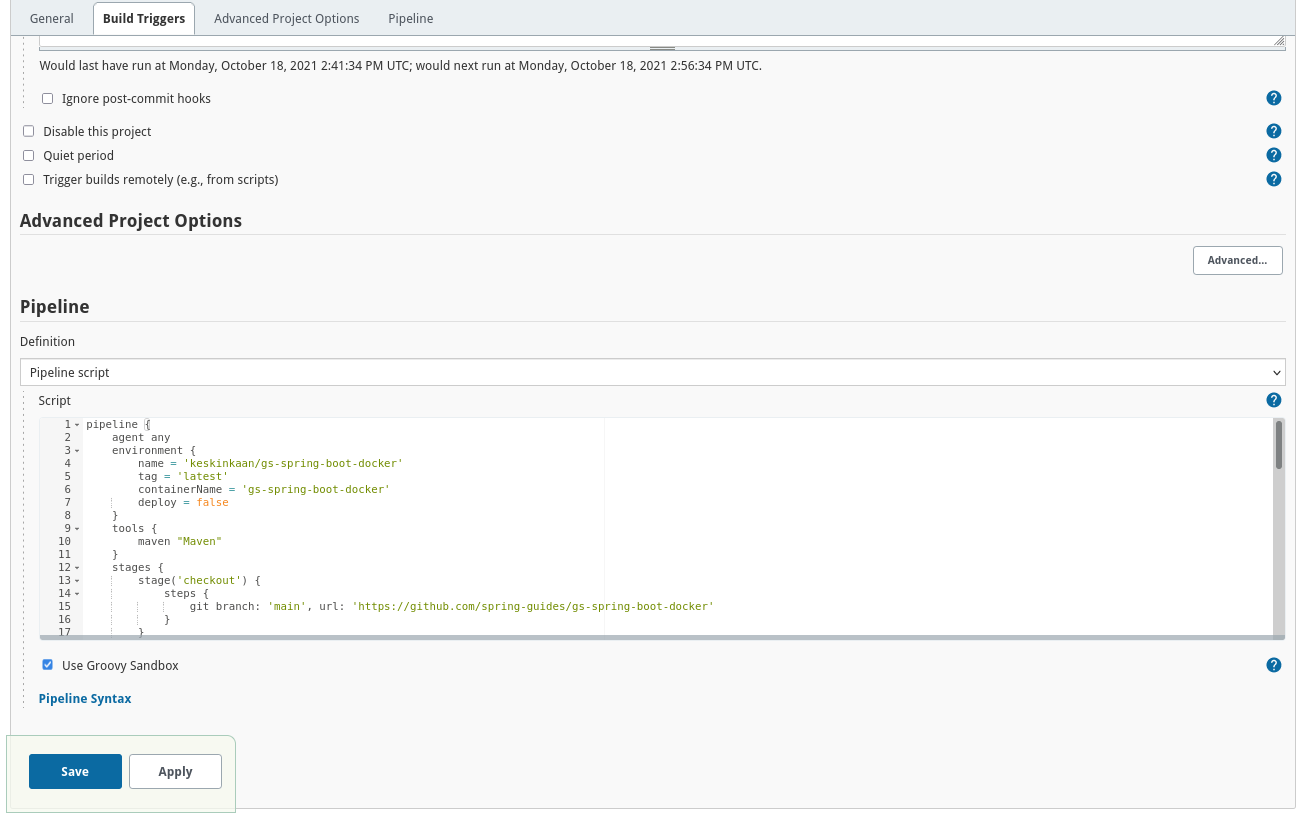 General Build Triggers Advanced Project Options Pipeline
Would last have run at Monday, October 18, 2021 2:41:34 PM UTC; would next run at Monday, October 18, 2021 2:56:34 PM UTC.
Ignore post-commit hooks ?
Disable this project ?
Quiet period ?
Trigger builds remotely (e.g., from scripts) ?
Advanced Project Options
Advanced...
Pipeline
Definition
Pipeline script
Script ?
1 pipeline {
2 agent any
3 environment {
4 name = 'keskinkaan/gs-spring-boot-docker'
5 tag = 'latest'
6 containerName = 'gs-spring-boot-docker'
7 deploy = false
8 }
9 tools {
10 maven "Maven"
11 }
12 stages {
13 stage('checkout') {
14 steps {
15 git branch: 'main', url: 'https://github.com/spring-guides/gs-spring-boot-docker'
16 }
17 }
Use Groovy Sandbox ?
Pipeline Syntax
Save Apply